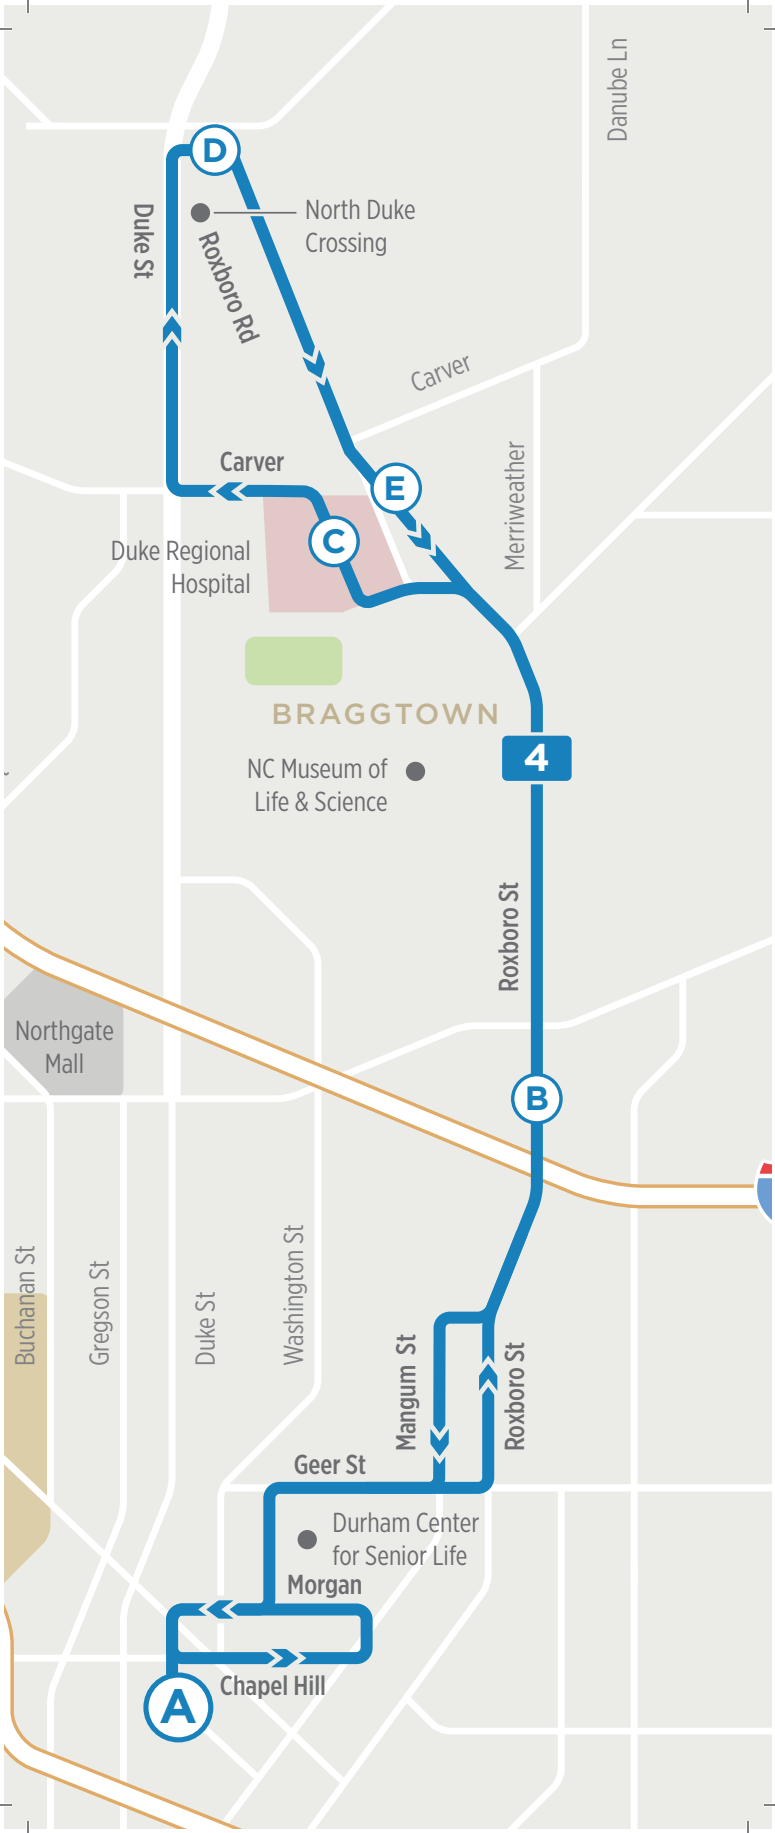 Danube Ln
D
Duke St
North Duke
Crossing
Roxboro Rd
Carver
Carver
E
Merriweather
C
Duke Regional
Hospital
BRAGGTOWN
4
NC Museum of
Life & Science
Roxboro St
Northgate
Mall
B
Buchanan St
Gregson St
Duke St
Washington St
Mangum St
Roxboro St
Geer St
Durham Center
for Senior Life
Morgan
Chapel Hill
A